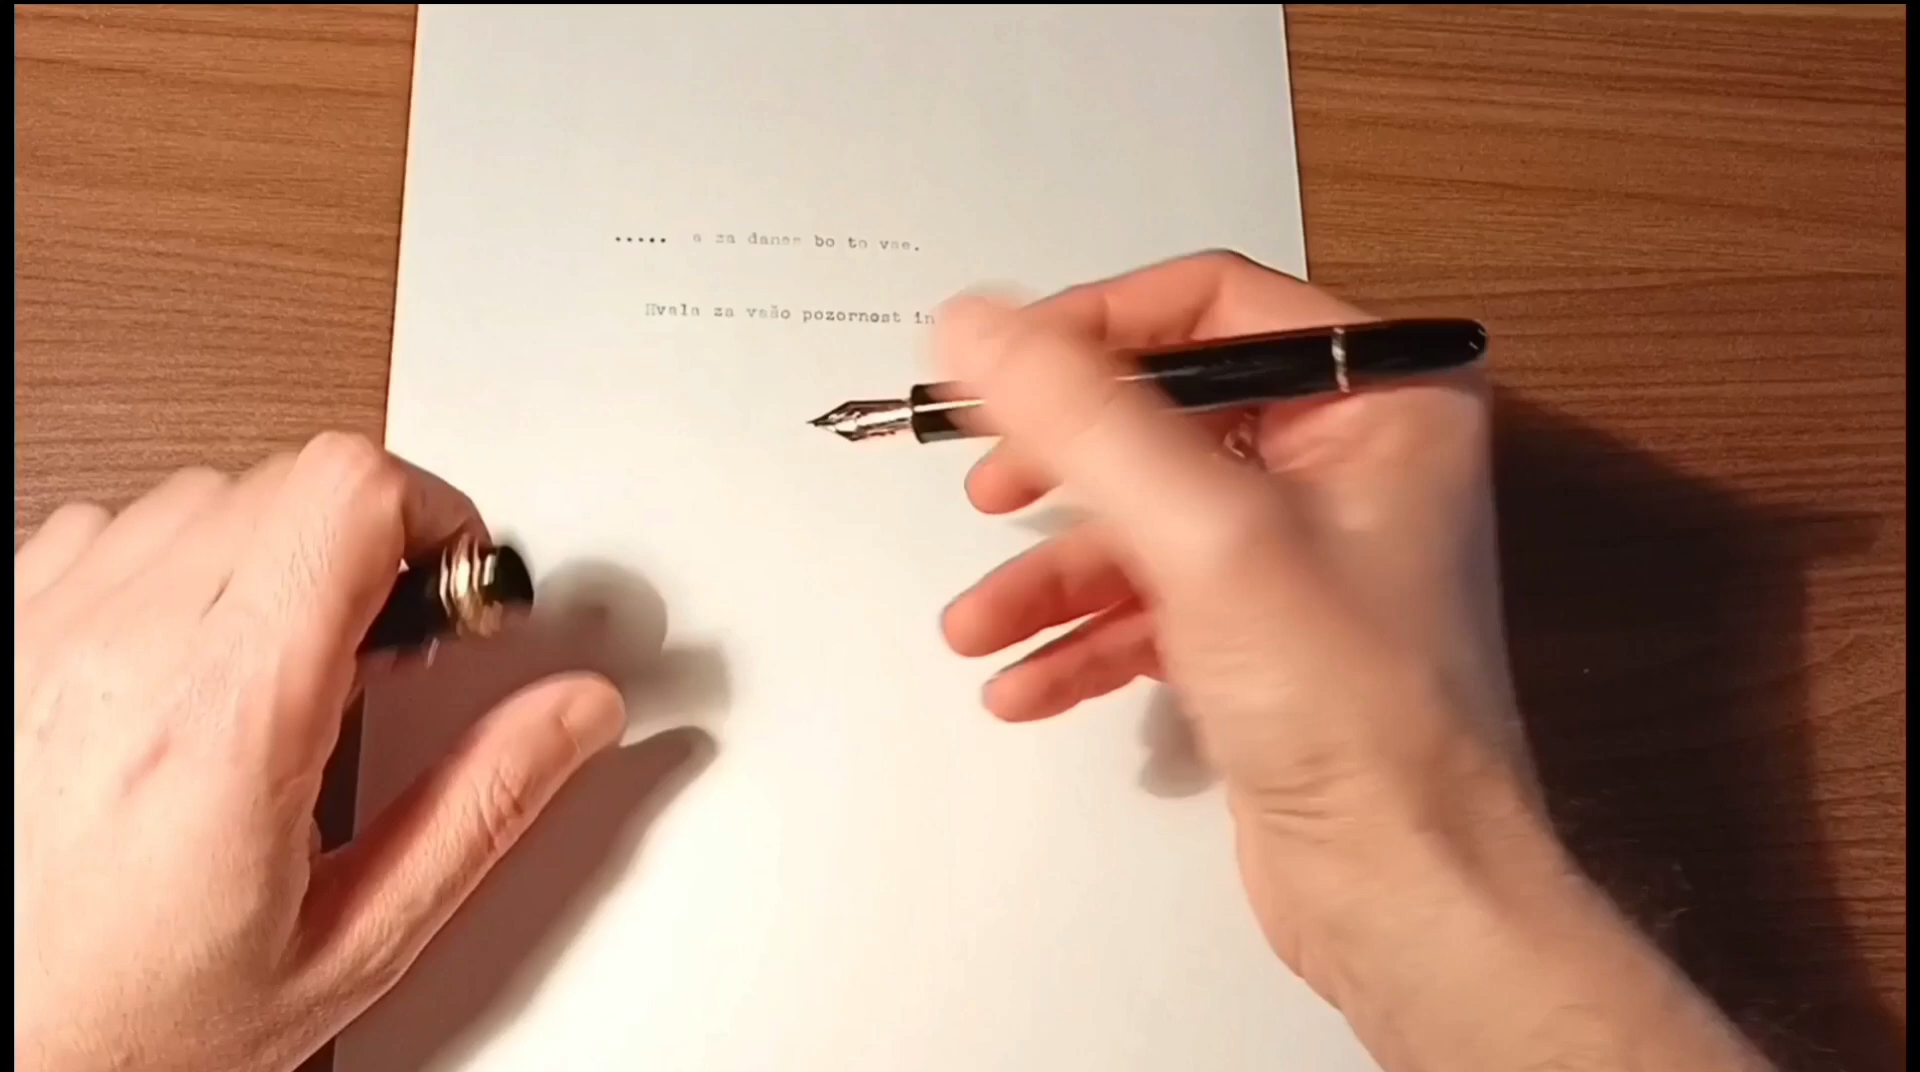 ..... a za danes bo to vse.
Hvala za vašo pozornost in